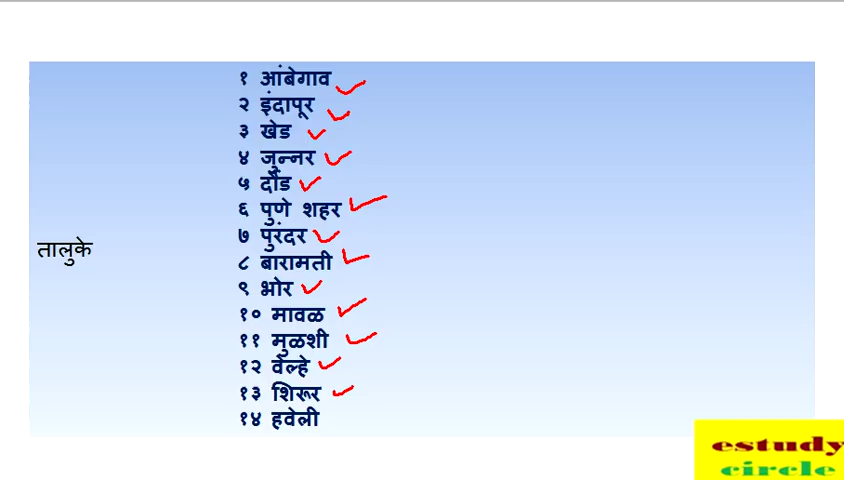 १ आंबेगाव
२ इंदापूर
३ खेड
४ जून्नर
५ दौंड
६ पुणे शहर
७ पुरंदर
तालुके
८ बारामती
९ भोर
१० मावळ
११ मुळशी
१२ वेल्हे
१३ शिरूर
१४ हवेली
estudy
circle